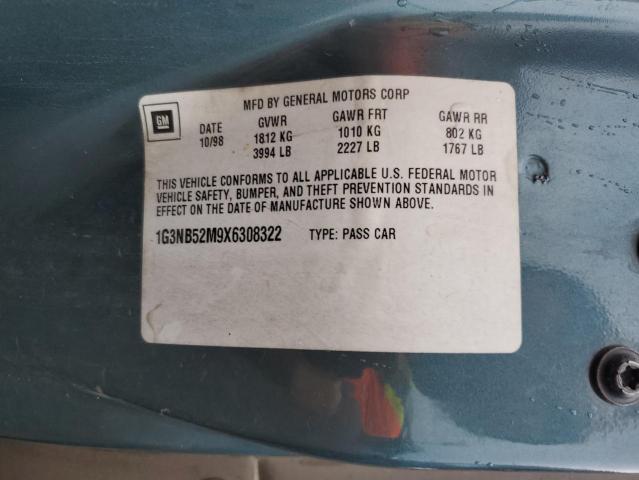 MFD BY GENERAL MOTORS CORP
GM
DATE GVWR GAWR FRT GAWR RR
10/98 1812 KG 1010 KG 802 KG
3994 LB 2227 LB 1767 LB
THIS VEHICLE CONFORMS TO ALL APPLICABLE U.S. FEDERAL MOTOR
VEHICLE SAFETY, BUMPER, AND THEFT PREVENTION STANDARDS IN
EFFECT ON THE DATE OF MANUFACTURE SHOWN ABOVE.
1G3NB52M9X6308322 TYPE: PASS CAR